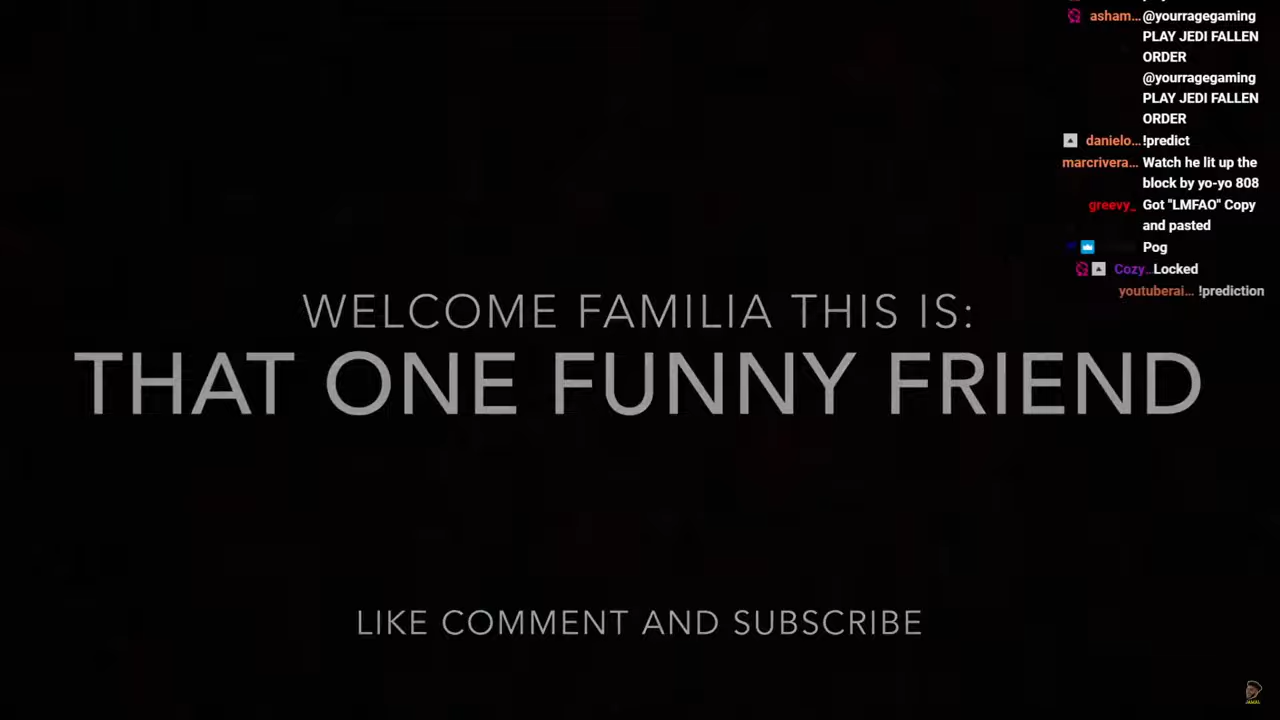 asham… @yourragegaming
PLAY JEDI FALLEN
ORDER
@yourragegaming
PLAY JEDI FALLEN
ORDER
danielo… !predict
marcrivera… Watch he lit up the
block by yo-yo 808
greevy_ Got "LMFAO" Copy
and pasted
Pog
Cozy… Locked
youtuberai… !prediction
WELCOME FAMILIA THIS IS:
THAT ONE FUNNY FRIEND
LIKE COMMENT AND SUBSCRIBE